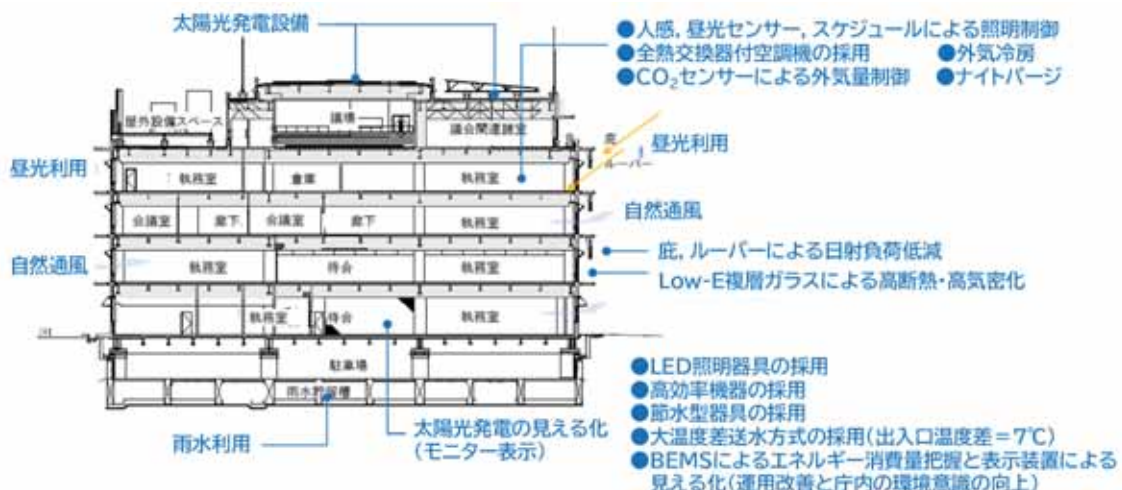 太陽光発電設備
●人感，昼光センサー，スケジュールによる照明制御
●全熱交換器付空調機の採用 ●外気冷房
●CO₂センサーによる外気量制御 ●ナイトパージ
屋外設備スペース
議場
議会関連諸室
庇
ルーバー
昼光利用
昼光利用
執務室 倉庫 執務室
会議室 廊下 会議室 廊下 執務室
自然通風
自然通風
執務室 待合 執務室
庇，ルーバーによる日射負荷低減
Low-E複層ガラスによる高断熱・高気密化
執務室 待合 執務室
駐車場
雨水貯留槽
雨水利用
太陽光発電の見える化
（モニター表示）
●LED照明器具の採用
●高効率機器の採用
●節水型器具の採用
●大温度差送水方式の採用（出入口温度差＝7℃）
●BEMSによるエネルギー消費量把握と表示装置による
見える化（運用改善と庁内の環境意識の向上）